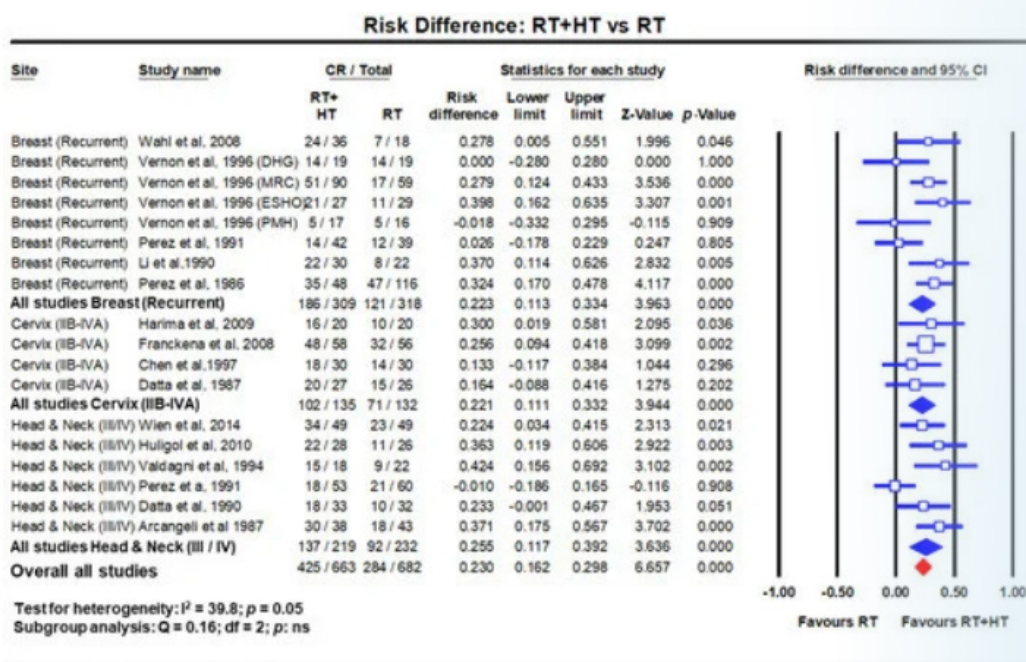 Risk Difference: RT+HT vs RT
Site Study name CR / Total Statistics for each study Risk difference and 95% CI
RT+ HT RT Risk difference Lower limit Upper limit Z-Value p-Value
Breast (Recurrent) Wahl et al, 2008 24 / 36 7 / 18 0.278 0.005 0.551 1.996 0.046
Breast (Recurrent) Vernon et al, 1996 (DHG) 14 / 19 14 / 19 0.000 -0.280 0.280 0.000 1.000
Breast (Recurrent) Vernon et al, 1996 (MRC) 51 / 90 17 / 59 0.279 0.124 0.433 3.536 0.000
Breast (Recurrent) Vernon et al, 1996 (ESHO) 21 / 27 11 / 29 0.398 0.162 0.635 3.307 0.001
Breast (Recurrent) Vernon et al, 1996 (PMH) 5 / 17 5 / 16 -0.018 -0.332 0.295 -0.115 0.909
Breast (Recurrent) Perez et al, 1991 14 / 42 12 / 39 0.026 -0.178 0.229 0.247 0.805
Breast (Recurrent) Li et al.1990 22 / 30 8 / 22 0.370 0.114 0.626 2.832 0.005
Breast (Recurrent) Perez et al, 1986 35 / 48 47 / 116 0.324 0.170 0.478 4.117 0.000
All studies Breast (Recurrent) 186 / 309 121 / 318 0.223 0.113 0.334 3.963 0.000
Cervix (IIB-IVA) Harima et al, 2009 16 / 20 10 / 20 0.300 0.019 0.581 2.095 0.036
Cervix (IIB-IVA) Franckena et al, 2008 48 / 58 32 / 56 0.256 0.094 0.418 3.099 0.002
Cervix (IIB-IVA) Chen et al.1997 18 / 30 14 / 30 0.133 -0.117 0.384 1.044 0.296
Cervix (IIB-IVA) Datta et al, 1987 20 / 27 15 / 26 0.164 -0.088 0.416 1.275 0.202
All studies Cervix (IIB-IVA) 102 / 135 71 / 132 0.221 0.111 0.332 3.944 0.000
Head & Neck (III/IV) Wien et al, 2014 34 / 49 23 / 49 0.224 0.034 0.415 2.313 0.021
Head & Neck (III/IV) Huligol et al, 2010 22 / 28 11 / 26 0.363 0.119 0.606 2.922 0.003
Head & Neck (III/IV) Valdagni et al, 1994 15 / 18 9 / 22 0.424 0.156 0.692 3.102 0.002
Head & Neck (III/IV) Perez et a, 1991 18 / 53 21 / 60 -0.010 -0.186 0.165 -0.116 0.908
Head & Neck (III/IV) Datta et al, 1990 18 / 33 10 / 32 0.233 -0.001 0.467 1.953 0.051
Head & Neck (III/IV) Arcangeli et al 1987 30 / 38 18 / 43 0.371 0.175 0.567 3.702 0.000
All studies Head & Neck (III / IV) 137 / 219 92 / 232 0.255 0.117 0.392 3.636 0.000
Overall all studies 425 / 663 284 / 682 0.230 0.162 0.298 6.657 0.000
-1.00 -0.50 0.00 0.50 1.00
Favours RT Favours RT+HT
Test for heterogeneity: I² = 39.8; p = 0.05
Subgroup analysis: Q = 0.16; df = 2; p: ns